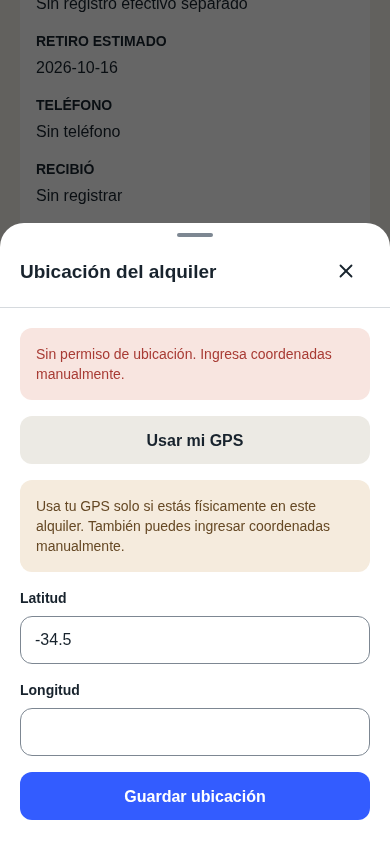 Sin registro efectivo separado
RETIRO ESTIMADO
2026-10-16
TELÉFONO
Sin teléfono
RECIBIÓ
Sin registrar
Ubicación del alquiler
Sin permiso de ubicación. Ingresa coordenadas
manualmente.
Usar mi GPS
Usa tu GPS solo si estás físicamente en este
alquiler. También puedes ingresar coordenadas
manualmente.
Latitud
-34.5
Longitud
Guardar ubicación